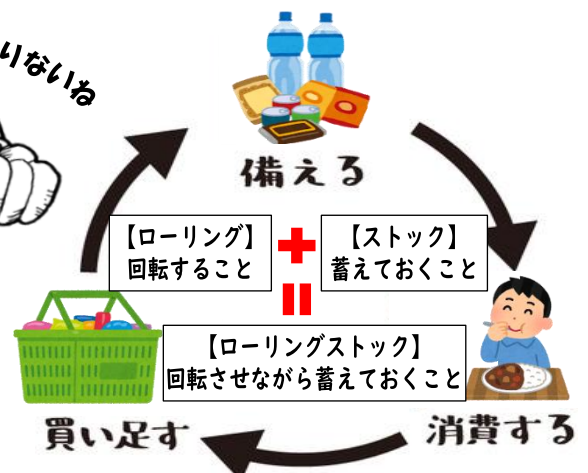 いないね
備える
【ローリング】
回転すること
+
【ストック】
蓄えておくこと
=
【ローリングストック】
回転させながら蓄えておくこと
買い足す
消費する